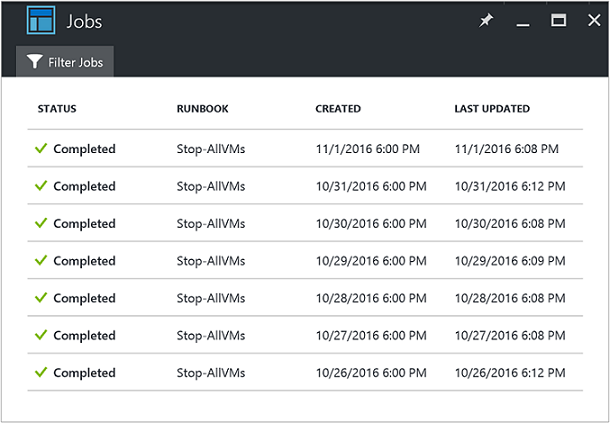 Jobs
Filter Jobs
STATUS RUNBOOK CREATED LAST UPDATED
Completed Stop-AllVMs 11/1/2016 6:00 PM 11/1/2016 6:08 PM
Completed Stop-AllVMs 10/31/2016 6:00 PM 10/31/2016 6:12 PM
Completed Stop-AllVMs 10/30/2016 6:00 PM 10/30/2016 6:08 PM
Completed Stop-AllVMs 10/29/2016 6:00 PM 10/29/2016 6:09 PM
Completed Stop-AllVMs 10/28/2016 6:00 PM 10/28/2016 6:08 PM
Completed Stop-AllVMs 10/27/2016 6:00 PM 10/27/2016 6:08 PM
Completed Stop-AllVMs 10/26/2016 6:00 PM 10/26/2016 6:12 PM